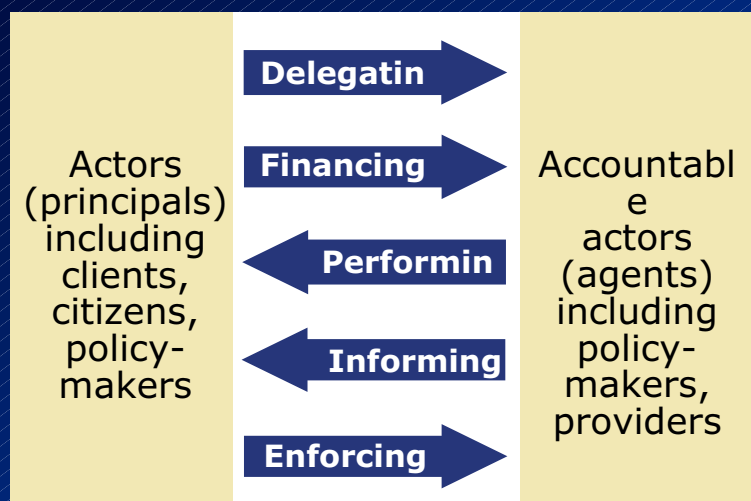 Actors
(principals)
including
clients,
citizens,
policy-
makers
Delegatin
Financing
Performin
Informing
Enforcing
Accountabl
e
actors
(agents)
including
policy-
makers,
providers